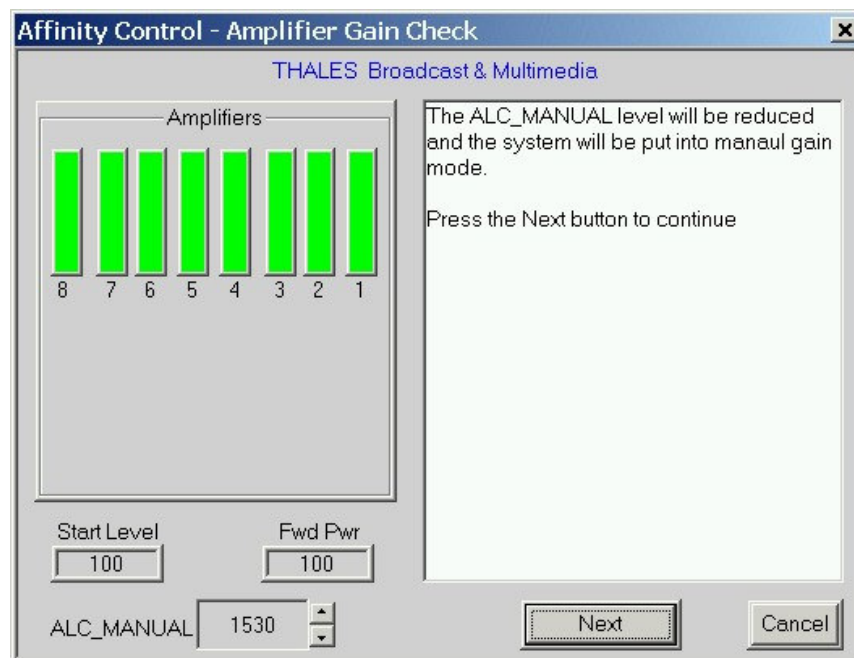 Affinity Control - Amplifier Gain Check
THALES Broadcast & Multimedia
Amplifiers
8 7 6 5 4 3 2 1
The ALC_MANUAL level will be reduced
and the system will be put into manaul gain
mode.
Press the Next button to continue
Start Level
100
Fwd Pwr
100
ALC_MANUAL 1530
Next
Cancel